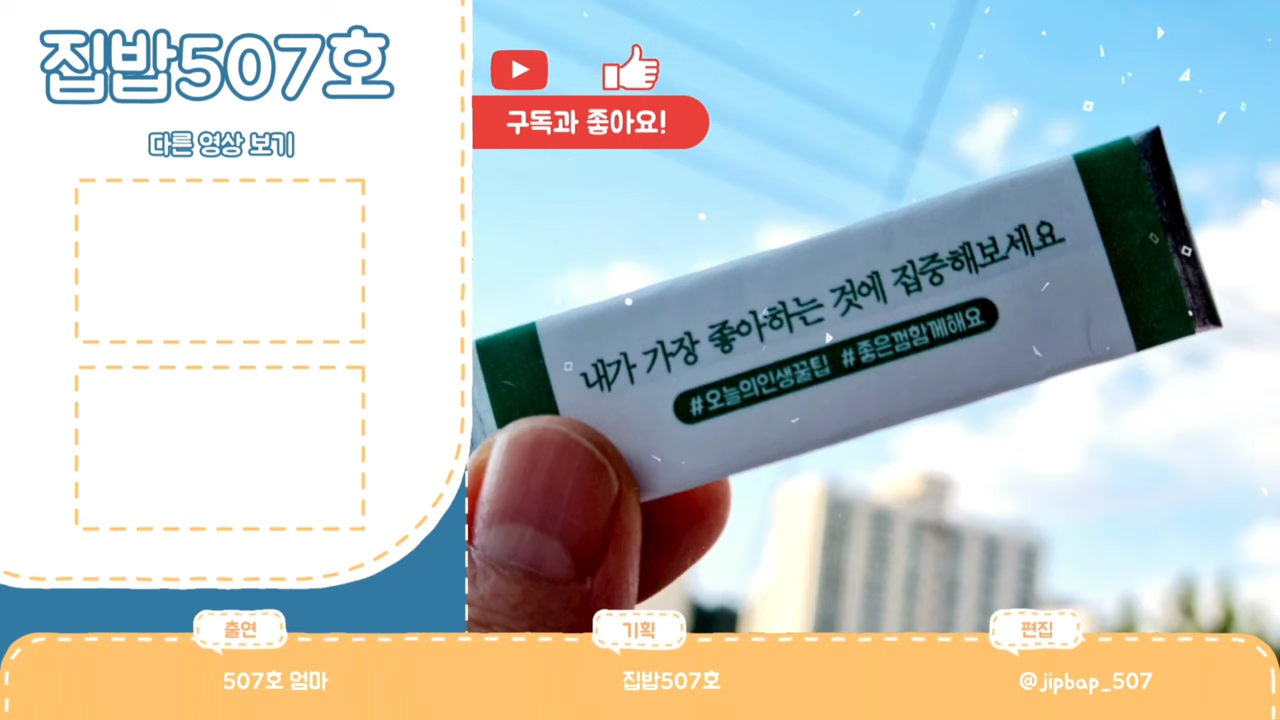 집밥507호
다른 영상 보기
구독과 좋아요!
내가 가장 좋아하는 것에 집중해보세요
#오늘의인생꿀팁 #좋은껌함께해요
출연
507호 엄마
기획
집밥507호
편집
@jipbap_507